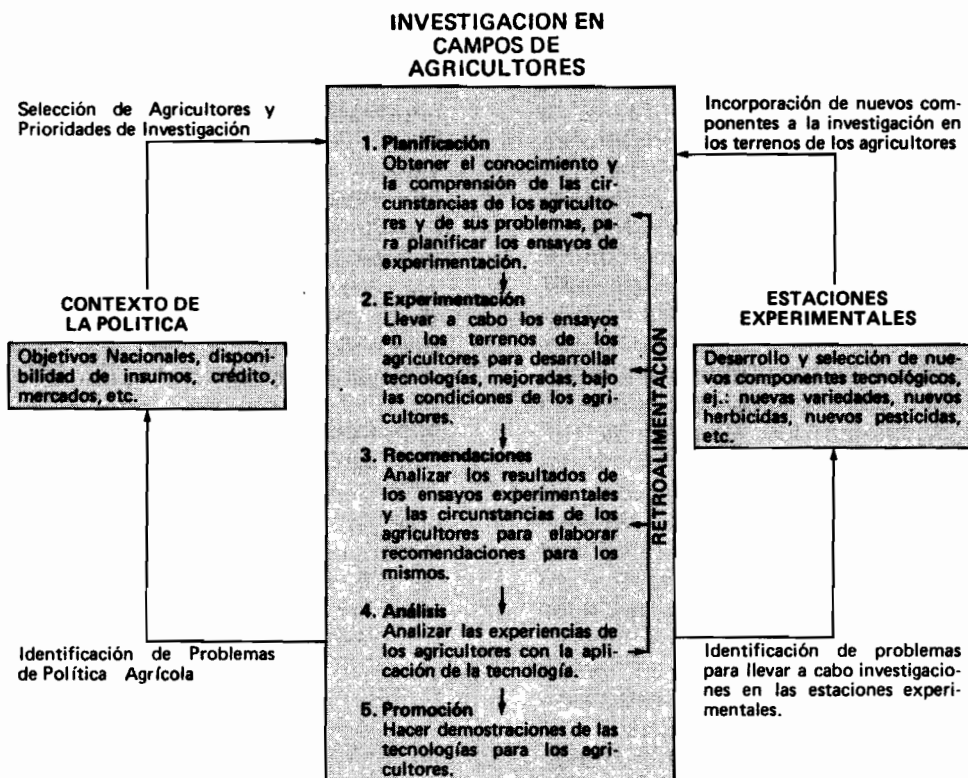 INVESTIGACION EN
CAMPOS DE
AGRICULTORES
Selección de Agricultores y
Prioridades de Investigación
Incorporación de nuevos com-
ponentes a la investigación en
los terrenos de los agricultores
1. Planificación
Obtener el conocimiento y
la comprensión de las cir-
cunstancias de los agriculto-
res y de sus problemas, pa-
ra planificar los ensayos de
experimentación.
2. Experimentación
Llevar a cabo los ensayos
en los terrenos de los
agricultores para desarrollar
tecnologías, mejoradas, bajo
las condiciones de los agri-
cultores.
3. Recomendaciones
Analizar los resultados de
los ensayos experimentales
y las circunstancias de los
agricultores para elaborar
recomendaciones para los
mismos.
4. Análisis
Analizar las experiencias de
los agricultores con la apli-
cación de la tecnología.
5. Promoción
Hacer demostraciones de las
tecnologías para los agri-
cultores.
RETROALIMENTACION
CONTEXTO DE
LA POLITICA
Objetivos Nacionales, disponi-
bilidad de insumos, crédito,
mercados, etc.
ESTACIONES
EXPERIMENTALES
Desarrollo y selección de nue-
vos componentes tecnológicos,
ej.: nuevas variedades, nuevos
herbicidas, nuevos pesticidas,
etc.
Identificación de Problemas
de Política Agrícola
Identificación de problemas
para llevar a cabo investigacio-
nes en las estaciones experi-
mentales.